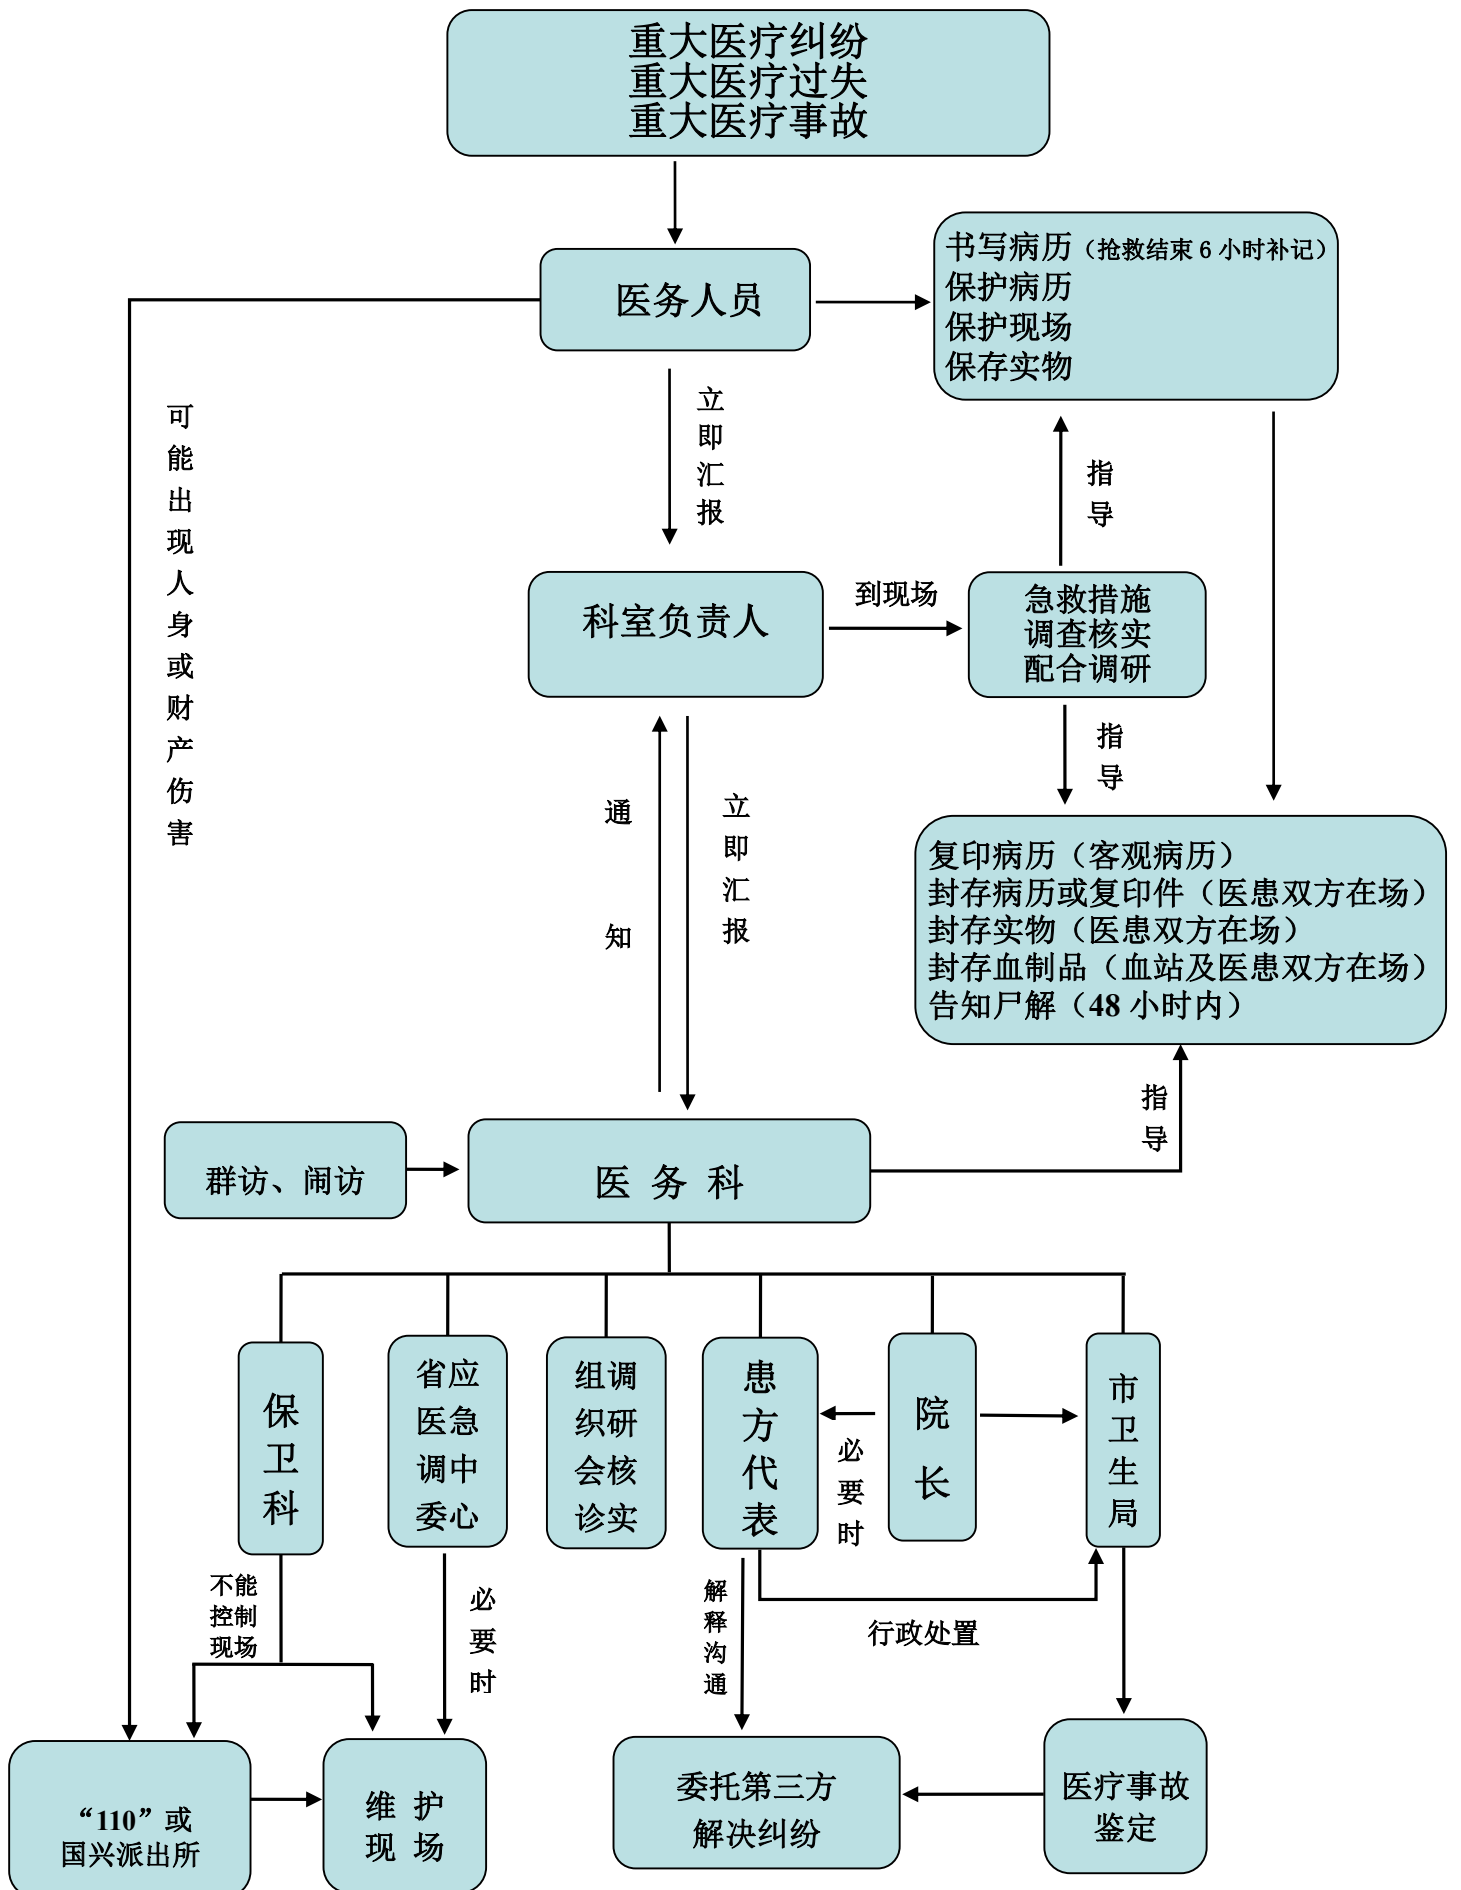 重大医疗纠纷
重大医疗过失
重大医疗事故
医务人员
书写病历（抢救结束 6 小时补记）
保护病历
保护现场
保存实物
可能出现人身或财产伤害
立即汇报
指导
科室负责人
到现场
急救措施
调查核实
配合调研
指导
通知
立即汇报
复印病历（客观病历）
封存病历或复印件（医患双方在场）
封存实物（医患双方在场）
封存血制品（血站及医患双方在场）
告知尸解（48 小时内）
指导
群访、闹访
医 务 科
保卫科
省应
医急
调中
委心
组调
织研
会核
诊实
患方代表
必要时
院长
市卫生局
不能
控制
现场
必要时
解释沟通
行政处置
“110”或
国兴派出所
维 护
现 场
委托第三方
解决纠纷
医疗事故
鉴定